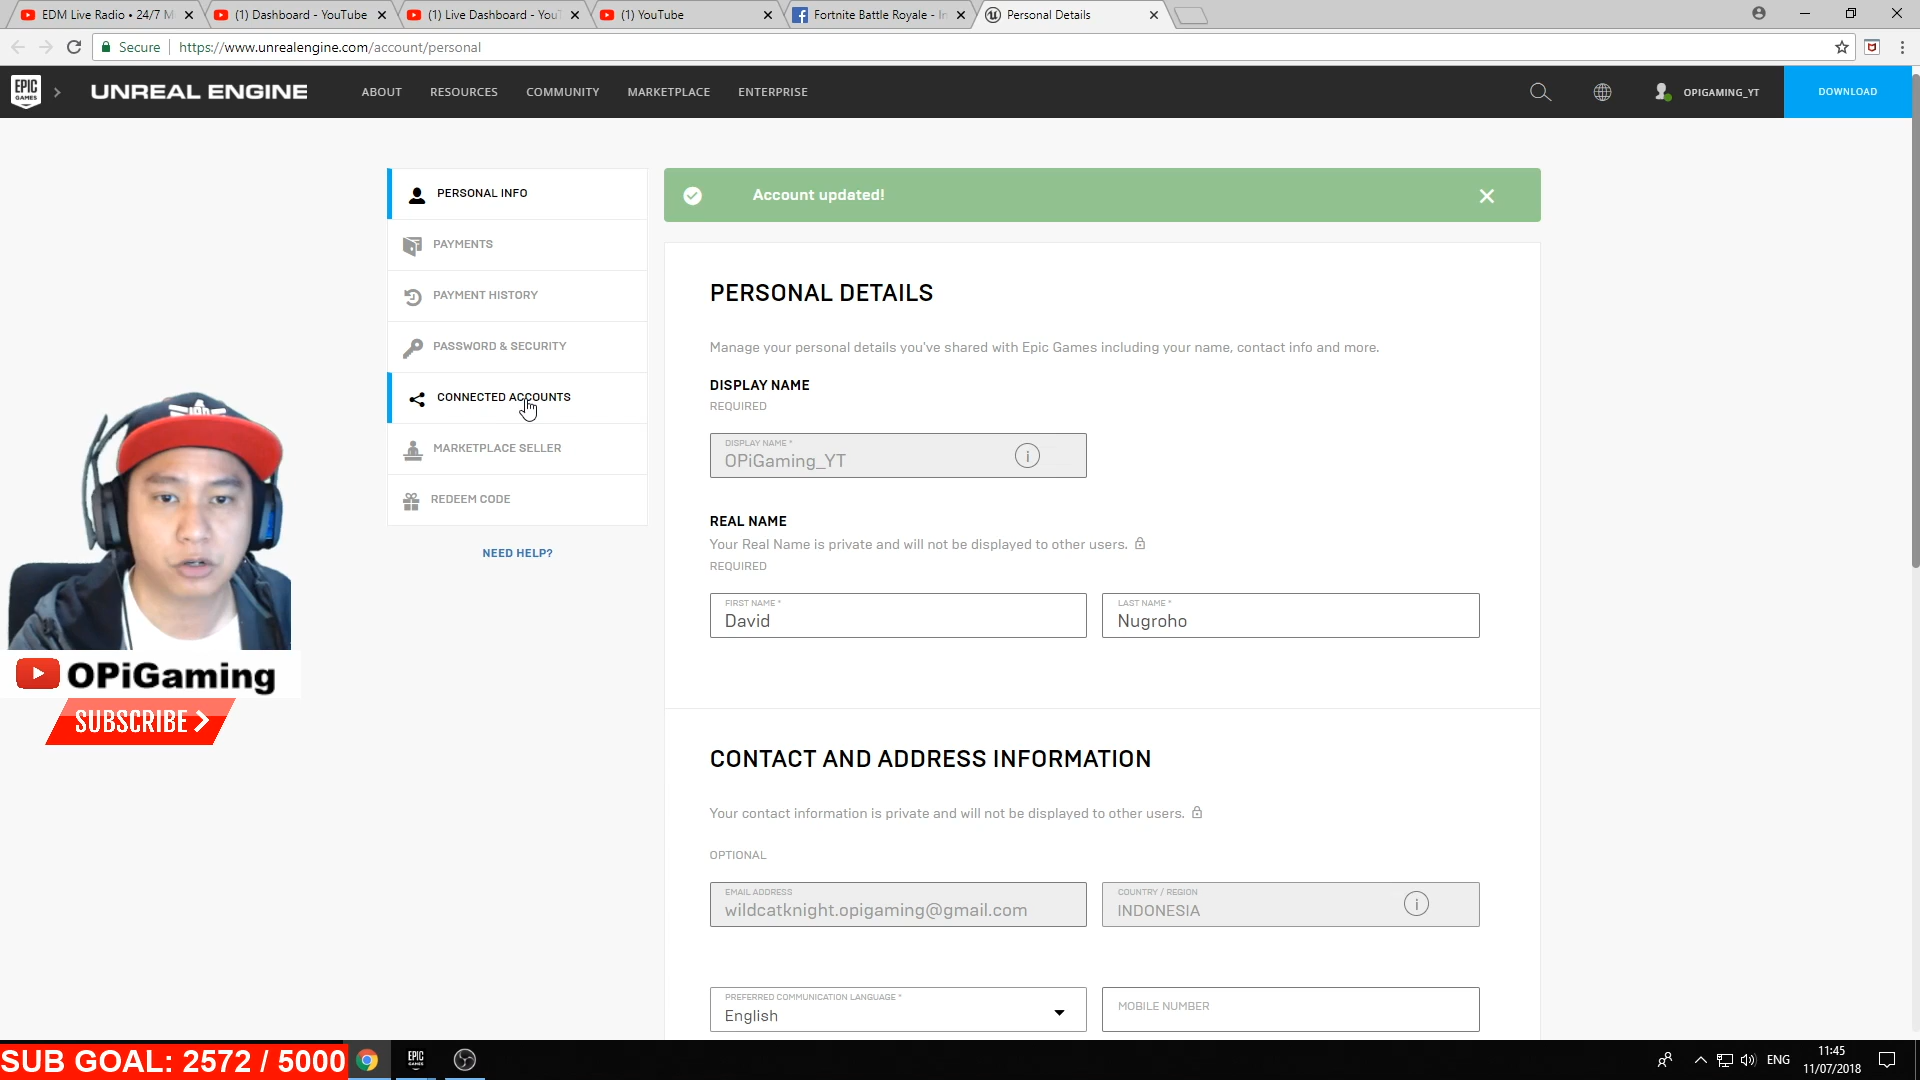 EDM Live Radio • 24/7 M
(1) Dashboard - YouTube
(1) Live Dashboard - You
(1) YouTube
Fortnite Battle Royale - In
Personal Details
Secure
https://www.unrealengine.com/account/personal
EPIC GAMES
UNREAL ENGINE
ABOUT
RESOURCES
COMMUNITY
MARKETPLACE
ENTERPRISE
OPIGAMING_YT
DOWNLOAD
PERSONAL INFO
PAYMENTS
PAYMENT HISTORY
PASSWORD & SECURITY
CONNECTED ACCOUNTS
MARKETPLACE SELLER
REDEEM CODE
NEED HELP?
Account updated!
PERSONAL DETAILS
Manage your personal details you've shared with Epic Games including your name, contact info and more.
DISPLAY NAME
REQUIRED
DISPLAY NAME *
OPiGaming_YT
REAL NAME
Your Real Name is private and will not be displayed to other users.
REQUIRED
FIRST NAME *
David
LAST NAME *
Nugroho
CONTACT AND ADDRESS INFORMATION
Your contact information is private and will not be displayed to other users.
OPTIONAL
EMAIL ADDRESS
wildcatknight.opigaming@gmail.com
COUNTRY / REGION
INDONESIA
PREFERRED COMMUNICATION LANGUAGE *
English
MOBILE NUMBER
OPiGaming
SUBSCRIBE
SUB GOAL: 2572 / 5000
EPIC GAMES
ENG
11:45
11/07/2018